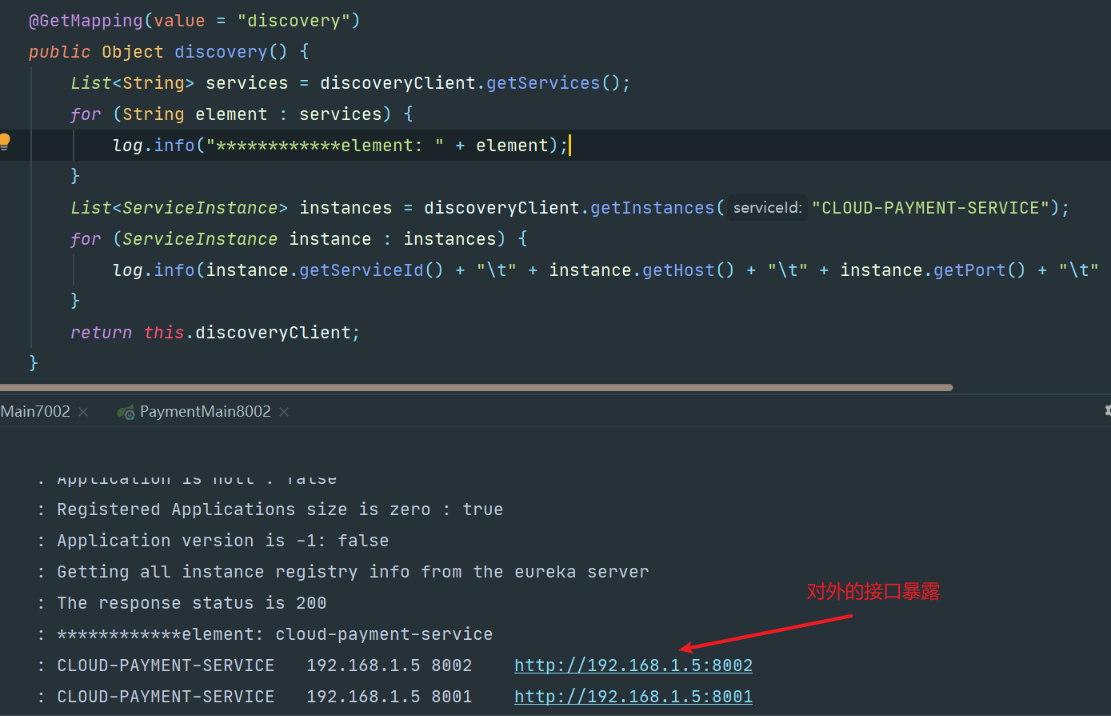 @GetMapping(value = "discovery")
public Object discovery() {
List<String> services = discoveryClient.getServices();
for (String element : services) {
log.info("************element: " + element);
}
List<ServiceInstance> instances = discoveryClient.getInstances( serviceId: "CLOUD-PAYMENT-SERVICE");
for (ServiceInstance instance : instances) {
log.info(instance.getServiceId() + "\t" + instance.getHost() + "\t" + instance.getPort() + "\t"
}
return this.discoveryClient;
}
Main7002 × PaymentMain8002 ×
: Application is null : false
: Registered Applications size is zero : true
: Application version is -1: false
: Getting all instance registry info from the eureka server
对外的接口暴露
: The response status is 200
: ************element: cloud-payment-service
: CLOUD-PAYMENT-SERVICE 192.168.1.5 8002 http://192.168.1.5:8002
: CLOUD-PAYMENT-SERVICE 192.168.1.5 8001 http://192.168.1.5:8001